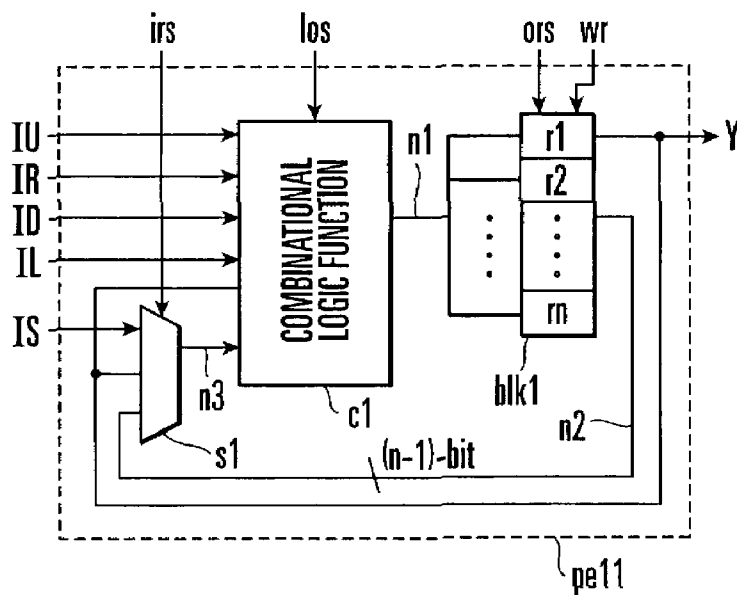 irs
los
ors
wr
IU
IR
ID
IL
IS
COMBINATIONAL
LOGIC FUNCTION
n1
r1
r2
rn
Y
n3
c1
blk1
n2
s1
(n-1)-bit
pe11